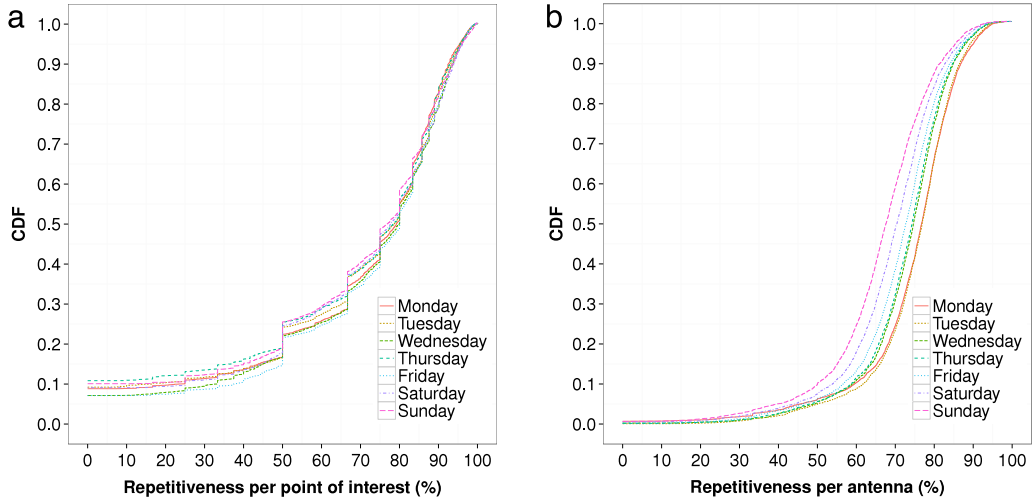 a
CDF
1.0
0.9
0.8
0.7
0.6
0.5
0.4
0.3
0.2
0.1
0.0
Monday
Tuesday
Wednesday
Thursday
Friday
Saturday
Sunday
0 10 20 30 40 50 60 70 80 90 100
Repetitiveness per point of interest (%)
b
CDF
1.0
0.9
0.8
0.7
0.6
0.5
0.4
0.3
0.2
0.1
0.0
Monday
Tuesday
Wednesday
Thursday
Friday
Saturday
Sunday
0 10 20 30 40 50 60 70 80 90 100
Repetitiveness per antenna (%)